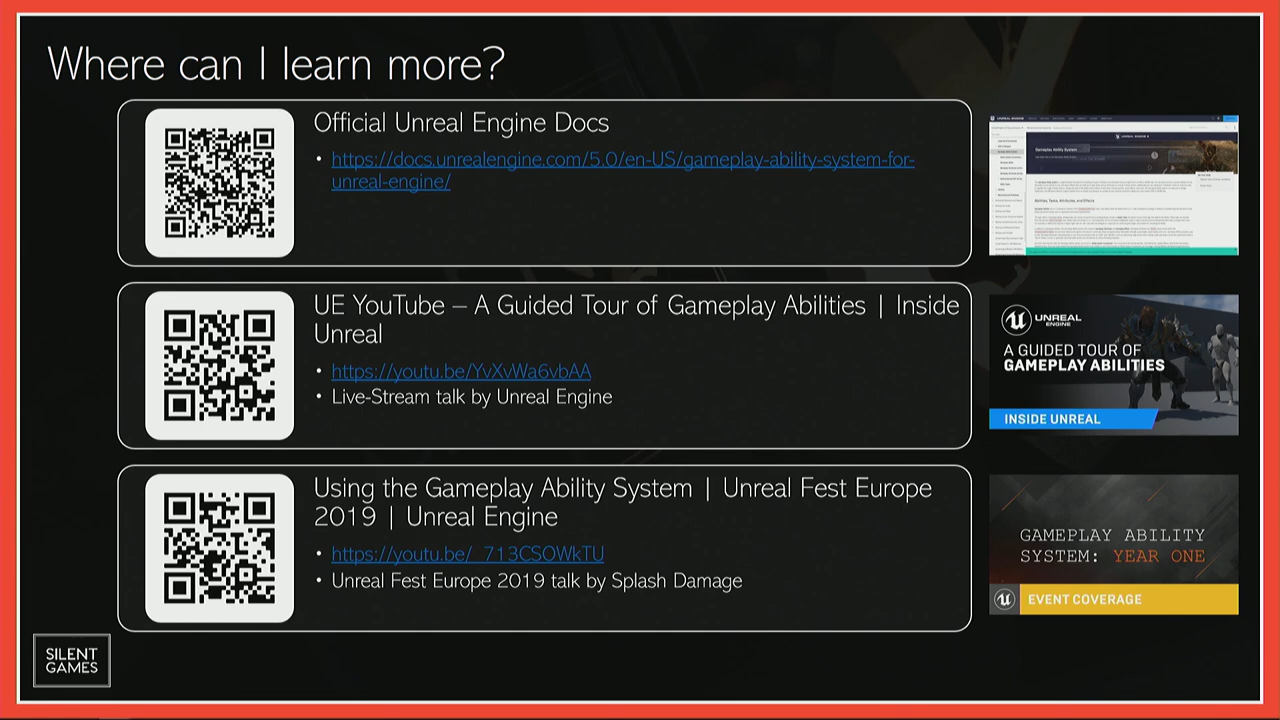 Where can I learn more?
Official Unreal Engine Docs
• https://docs.unrealengine.com/5.0/en-US/gameplay-ability-system-for-
unreal-engine/
UE YouTube – A Guided Tour of Gameplay Abilities | Inside
Unreal
• https://youtu.be/YvXvWa6vbAA
• Live-Stream talk by Unreal Engine
UNREAL
ENGINE
A GUIDED TOUR OF
GAMEPLAY ABILITIES
INSIDE UNREAL
Using the Gameplay Ability System | Unreal Fest Europe
2019 | Unreal Engine
• https://youtu.be/_713CSOWkTU
• Unreal Fest Europe 2019 talk by Splash Damage
GAMEPLAY ABILITY
SYSTEM: YEAR ONE
EVENT COVERAGE
SILENT
GAMES